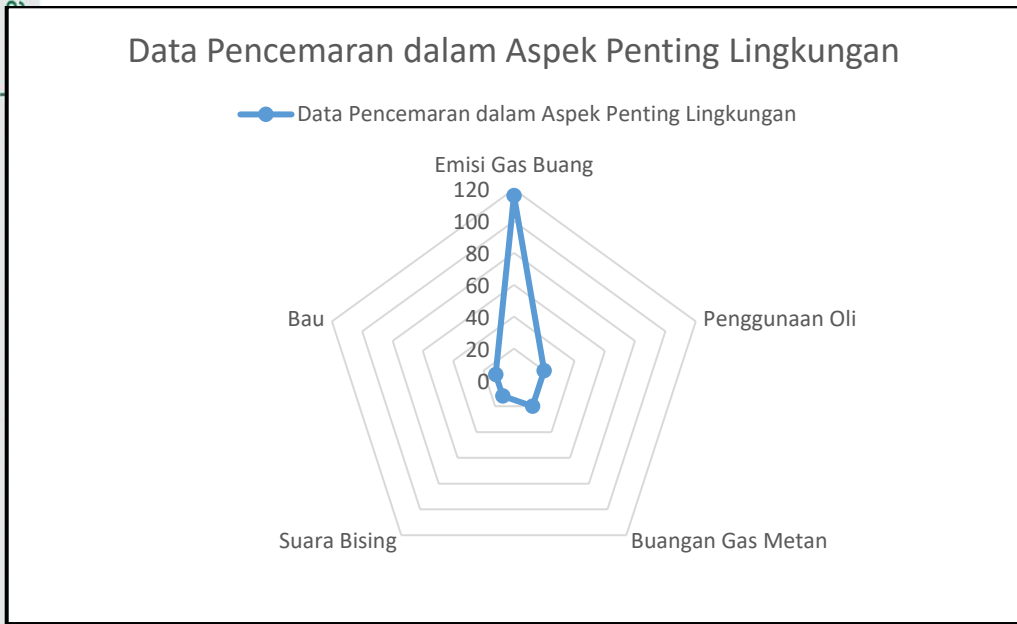 Data Pencemaran dalam Aspek Penting Lingkungan
Data Pencemaran dalam Aspek Penting Lingkungan
Emisi Gas Buang
120
100
80
60
40
20
0
Penggunaan Oli
Buangan Gas Metan
Suara Bising
Bau